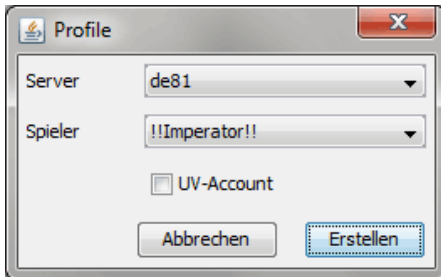 Profile
Server de81
Spieler !!Imperator!!
UV-Account
Abbrechen Erstellen